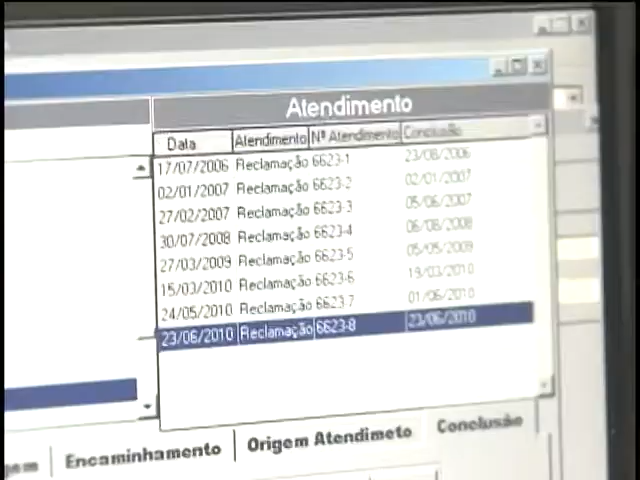 Atendimento
Data Atendimento Nº Atendimento Conclusão
17/07/2006 Reclamação 6623-1 23/08/2006
02/01/2007 Reclamação 6623-2 02/01/2007
27/02/2007 Reclamação 6623-3 05/06/2007
30/07/2008 Reclamação 6623-4 06/08/2008
27/03/2009 Reclamação 6623-5 05/05/2009
15/03/2010 Reclamação 6623-6 19/03/2010
24/05/2010 Reclamação 6623-7 01/06/2010
23/06/2010 Reclamação 6623-8 23/06/2010
Encaminhamento Origem Atendimeto Conclusão